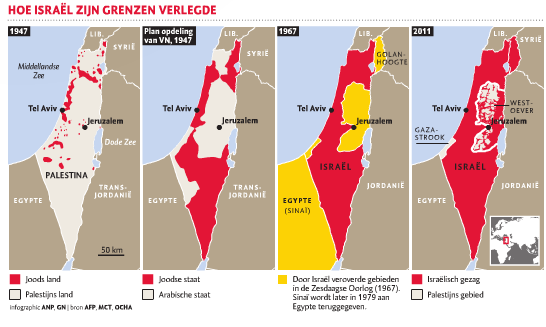 HOE ISRAËL ZIJN GRENZEN VERLEGDE
1947
LIB.
SYRIË
Middellandse
Zee
Tel Aviv
Jeruzalem
Dode Zee
PALESTINA
TRANS-
JORDANIË
EGYPTE
50 km
Joods land
Palestijns land
Plan opdeling
van VN, 1947
LIB.
SYRIË
Tel Aviv
Jeruzalem
TRANS-
JORDANIË
EGYPTE
Joodse staat
Arabische staat
1967
LIB.
GOLAN-
HOOGTE
Tel Aviv
Jeruzalem
ISRAËL
JORDANIË
EGYPTE
(SINAÏ)
Door Israël veroverde gebieden
in de Zesdaagse Oorlog (1967).
Sinaï wordt later in 1979 aan
Egypte teruggegeven.
2011
LIB.
SYRIË
Tel Aviv
WEST-
OEVER
Jeruzalem
GAZA-
STROOK
ISRAËL
JORDANIË
EGYPTE
Israëlisch gezag
Palestijns gebied
infographic ANP, GN | bron AFP, MCT, OCHA